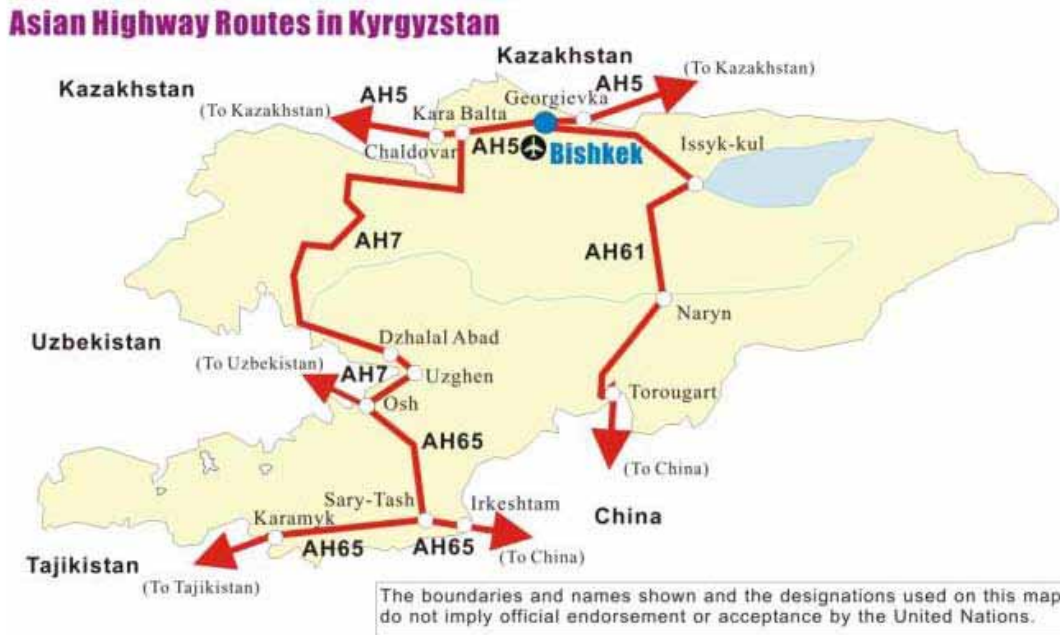 Asian Highway Routes in Kyrgyzstan
Kazakhstan
(To Kazakhstan)
Kazakhstan
AH5
Georgievka
AH5
(To Kazakhstan)
Kara Balta
Chaldovar
AH5
Bishkek
Issyk-kul
AH7
AH61
Naryn
Uzbekistan
Dzhalal Abad
(To Uzbekistan)
AH7
Uzghen
Torougart
Osh
AH65
(To China)
Sary-Tash
Irkeshtam
China
Karamyk
AH65
AH65
(To China)
Tajikistan
(To Tajikistan)
The boundaries and names shown and the designations used on this map
do not imply official endorsement or acceptance by the United Nations.